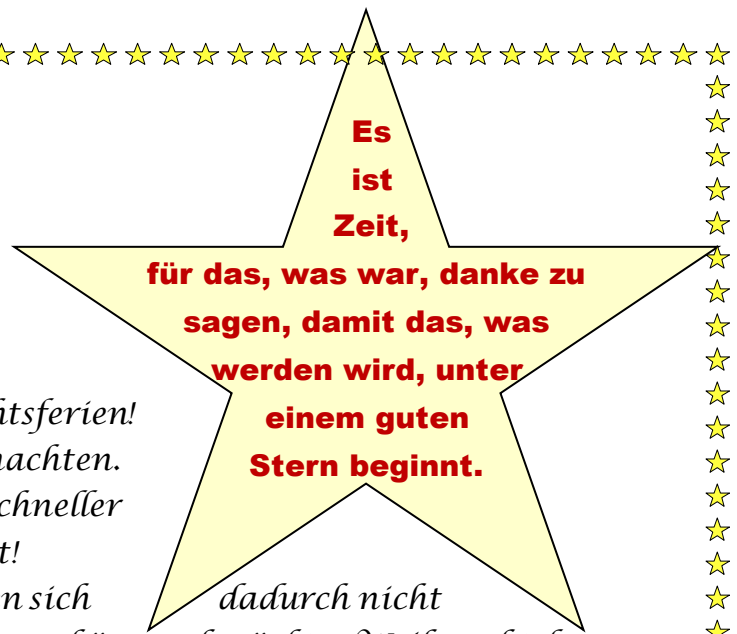 Es
ist
Zeit,
für das, was war, danke zu
sagen, damit das, was
werden wird, unter
einem guten
Stern beginnt.
htsferien!
nachten.
chneller
t!
n sich dadurch nicht